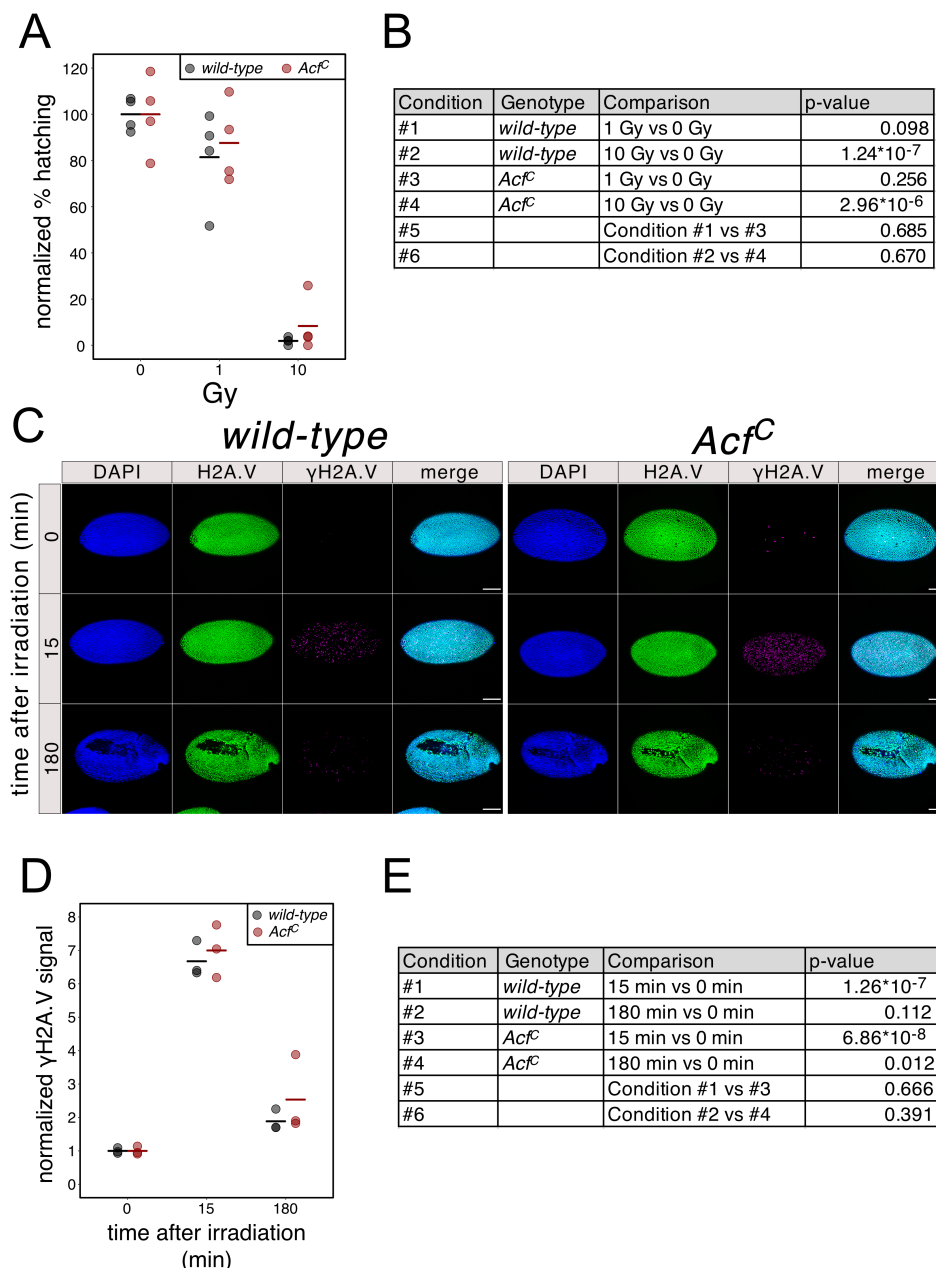 A
normalized % hatching
120
100
80
60
40
20
0
wild-type Acfᶜ
0 1 10
Gy
B
Condition Genotype Comparison p-value
#1 wild-type 1 Gy vs 0 Gy 0.098
#2 wild-type 10 Gy vs 0 Gy 1.24*10⁻⁷
#3 Acfᶜ 1 Gy vs 0 Gy 0.256
#4 Acfᶜ 10 Gy vs 0 Gy 2.96*10⁻⁶
#5 Condition #1 vs #3 0.685
#6 Condition #2 vs #4 0.670
C
wild-type Acfᶜ
DAPI H2A.V γH2A.V merge DAPI H2A.V γH2A.V merge
time after irradiation (min)
0
15
180
D
normalized γH2A.V signal
8
7
6
5
4
3
2
1
0
wild-type
Acfᶜ
0 15 180
time after irradiation
(min)
E
Condition Genotype Comparison p-value
#1 wild-type 15 min vs 0 min 1.26*10⁻⁷
#2 wild-type 180 min vs 0 min 0.112
#3 Acfᶜ 15 min vs 0 min 6.86*10⁻⁸
#4 Acfᶜ 180 min vs 0 min 0.012
#5 Condition #1 vs #3 0.666
#6 Condition #2 vs #4 0.391